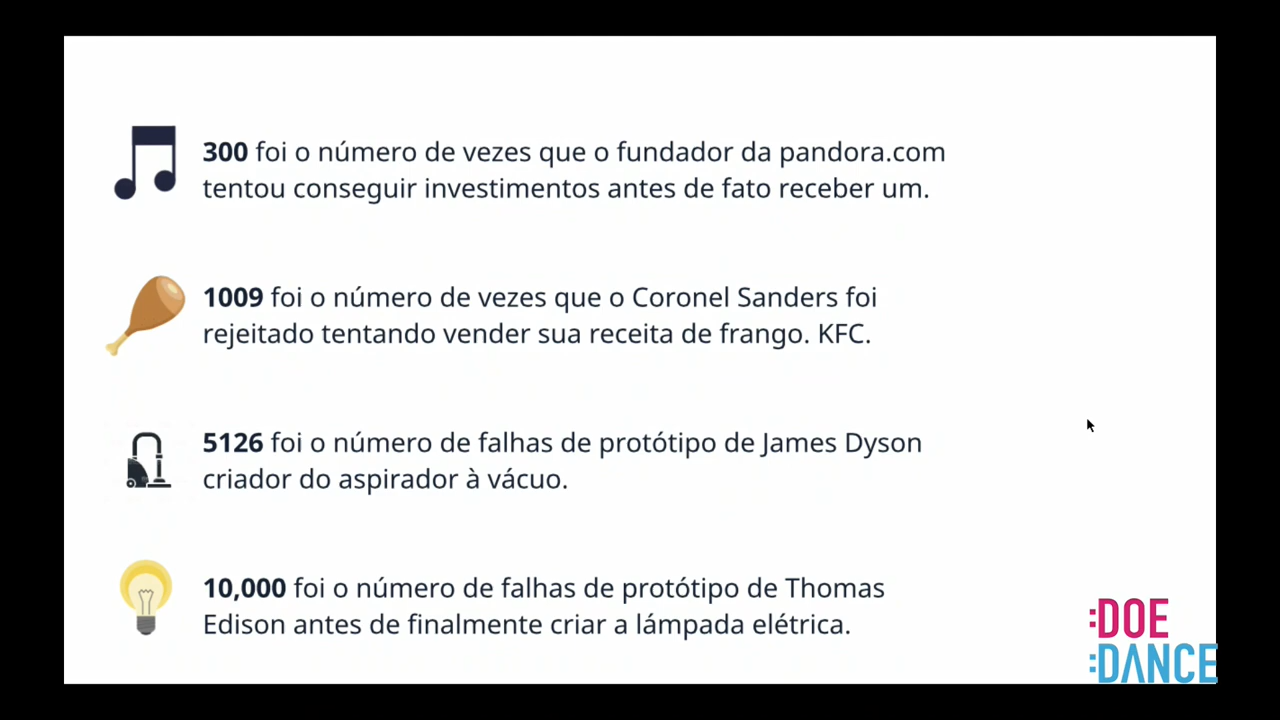 300 foi o número de vezes que o fundador da pandora.com
tentou conseguir investimentos antes de fato receber um.
1009 foi o número de vezes que o Coronel Sanders foi
rejeitado tentando vender sua receita de frango. KFC.
5126 foi o número de falhas de protótipo de James Dyson
criador do aspirador à vácuo.
10,000 foi o número de falhas de protótipo de Thomas
Edison antes de finalmente criar a lámpada elétrica.
:DOE
:DANCE